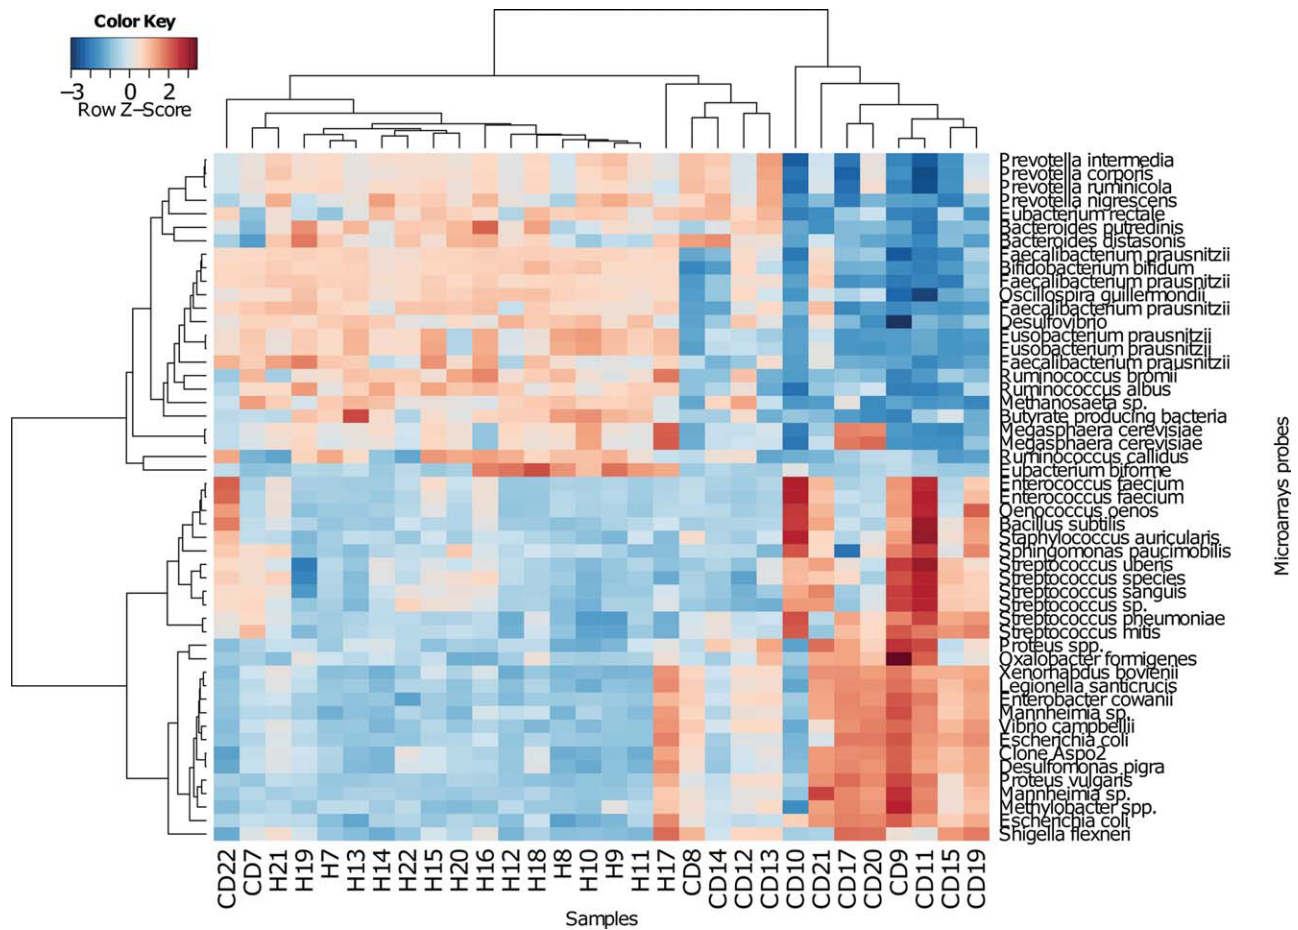 Color Key
−3 0 2
Row Z−Score
Prevotella intermedia
Prevotella corporis
Prevotella ruminicola
Prevotella nigrescens
Eubacterium rectale
Bacteroides putredinis
Bacteroides distasonis
Faecalibacterium prausnitzii
Bifidobacterium bifidum
Faecalibacterium prausnitzii
Oscillospira guillermondii
Faecalibacterium prausnitzii
Desulfovibrio
Fusobacterium prausnitzii
Fusobacterium prausnitzii
Faecalibacterium prausnitzii
Ruminococcus bromii
Ruminococcus albus
Methanosaeta sp.
Butyrate producing bacteria
Megasphaera cerevisiae
Megasphaera cerevisiae
Ruminococcus callidus
Eubacterium biforme
Enterococcus faecium
Enterococcus faecium
Oenococcus oenos
Bacillus subtilis
Staphylococcus auricularis
Sphingomonas paucimobilis
Streptococcus uberis
Streptococcus species
Streptococcus sanguis
Streptococcus sp.
Streptococcus pneumoniae
Streptococcus mitis
Proteus spp.
Oxalobacter formigenes
Xenorhabdus bovienii
Legionella santicrucis
Enterobacter cowanii
Mannheimia sp.
Vibrio campbellii
Escherichia coli
Clone Aspo2
Desulfomonas pigra
Proteus vulgaris
Mannheimia sp.
Methylobacter spp.
Escherichia coli
Shigella flexneri
Microarrays probes
CD22 CD7 H21 H19 H7 H13 H14 H22 H15 H20 H16 H12 H18 H8 H10 H9 H11 H17 CD8 CD14 CD12 CD13 CD10 CD21 CD17 CD20 CD9 CD11 CD15 CD19
Samples